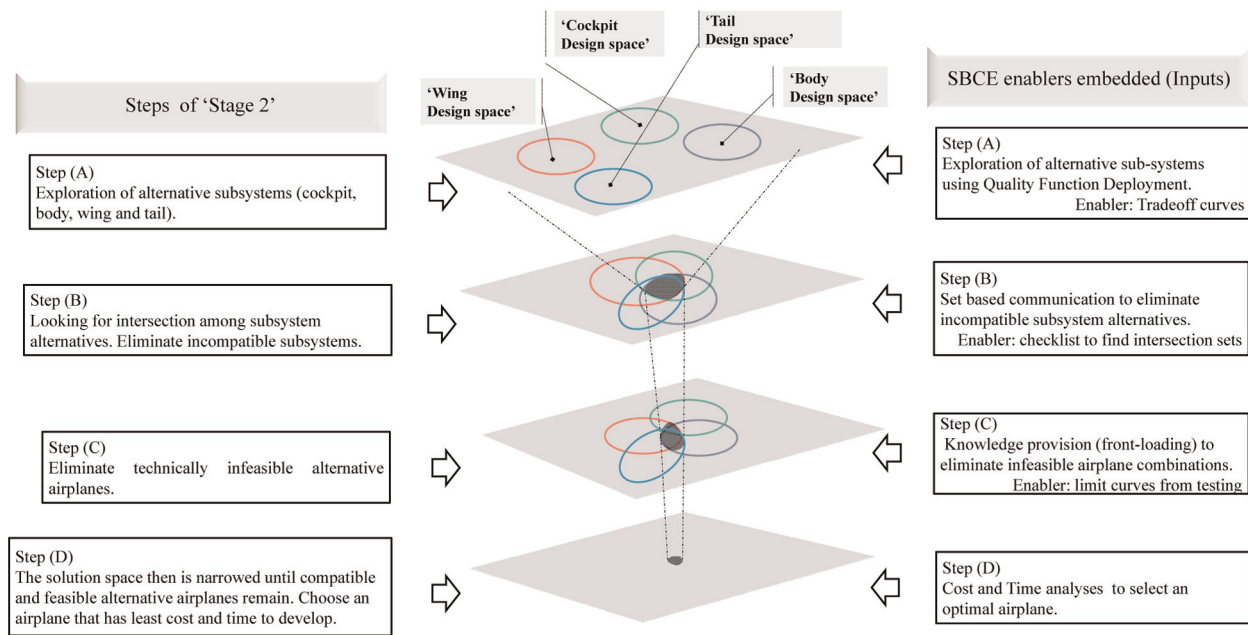 ‘Cockpit
Design space’
‘Tail
Design space’
‘Wing
Design space’
‘Body
Design space’
Steps of ‘Stage 2’
SBCE enablers embedded (Inputs)
Step (A)
Exploration of alternative subsystems (cockpit,
body, wing and tail).
Step (A)
Exploration of alternative sub-systems
using Quality Function Deployment.
Enabler: Tradeoff curves
Step (B)
Looking for intersection among subsystem
alternatives. Eliminate incompatible subsystems.
Step (B)
Set based communication to eliminate
incompatible subsystem alternatives.
Enabler: checklist to find intersection sets
Step (C)
Eliminate technically infeasible alternative
airplanes.
Step (C)
Knowledge provision (front-loading) to
eliminate infeasible airplane combinations.
Enabler: limit curves from testing
Step (D)
The solution space then is narrowed until compatible
and feasible alternative airplanes remain. Choose an
airplane that has least cost and time to develop.
Step (D)
Cost and Time analyses to select an
optimal airplane.